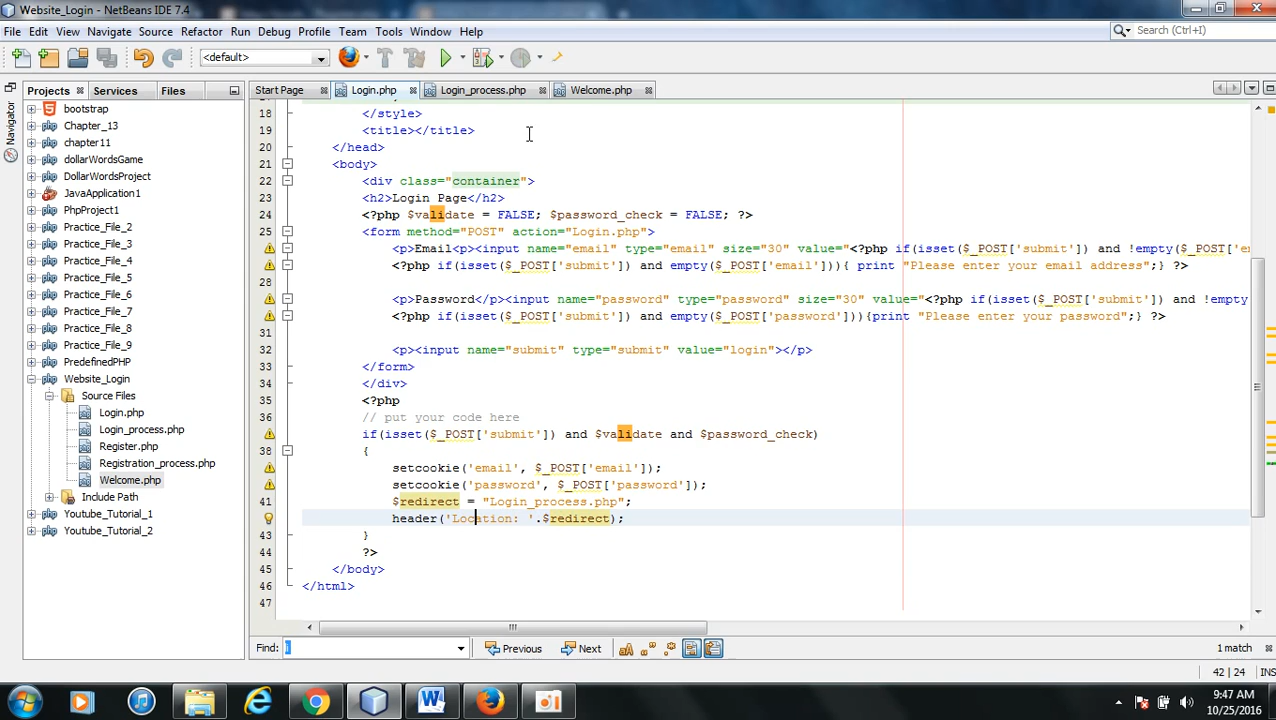 Website_Login - NetBeans IDE 7.4
File Edit View Navigate Source Refactor Run Debug Profile Team Tools Window Help
Search (Ctrl+I)
<default>
Projects Services Files
Start Page Login.php Login_process.php Welcome.php
Navigator
bootstrap
Chapter_13
chapter11
dollarWordsGame
DollarWordsProject
JavaApplication1
PhpProject1
Practice_File_2
Practice_File_3
Practice_File_4
Practice_File_5
Practice_File_6
Practice_File_7
Practice_File_8
Practice_File_9
PredefinedPHP
Website_Login
Source Files
Login.php
Login_process.php
Register.php
Registration_process.php
Welcome.php
Include Path
Youtube_Tutorial_1
Youtube_Tutorial_2
18 </style>
19 <title></title>
20 </head>
21 <body>
22 <div class="container">
23 <h2>Login Page</h2>
24 <?php $validate = FALSE; $password_check = FALSE; ?>
25 <form method="POST" action="Login.php">
<p>Email<p><input name="email" type="email" size="30" value="<?php if(isset($_POST['submit']) and !empty($_POST['em
<?php if(isset($_POST['submit']) and empty($_POST['email'])){ print "Please enter your email address";} ?>
28
<p>Password</p><input name="password" type="password" size="30" value="<?php if(isset($_POST['submit']) and !empty
<?php if(isset($_POST['submit']) and empty($_POST['password'])){print "Please enter your password";} ?>
31
32 <p><input name="submit" type="submit" value="login"></p>
33 </form>
34 </div>
35 <?php
36 // put your code here
if(isset($_POST['submit']) and $validate and $password_check)
38 {
setcookie('email', $_POST['email']);
setcookie('password', $_POST['password']);
41 $redirect = "Login_process.php";
header('Location: '.$redirect);
43 }
44 ?>
45 </body>
46 </html>
47
Find: Previous Next 1 match
42 | 24 INS
9:47 AM
10/25/2016